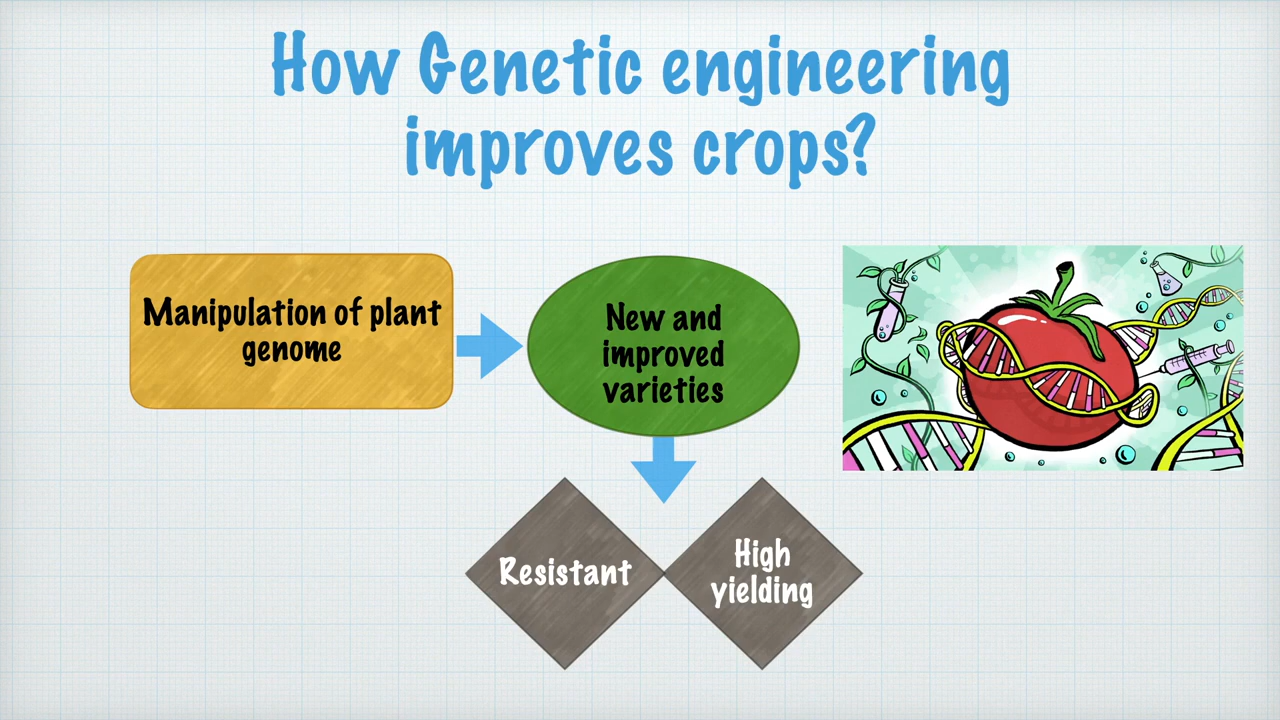 How Genetic engineering
improves crops?
Manipulation of plant
genome
New and
improved
varieties
Resistant
High
yielding